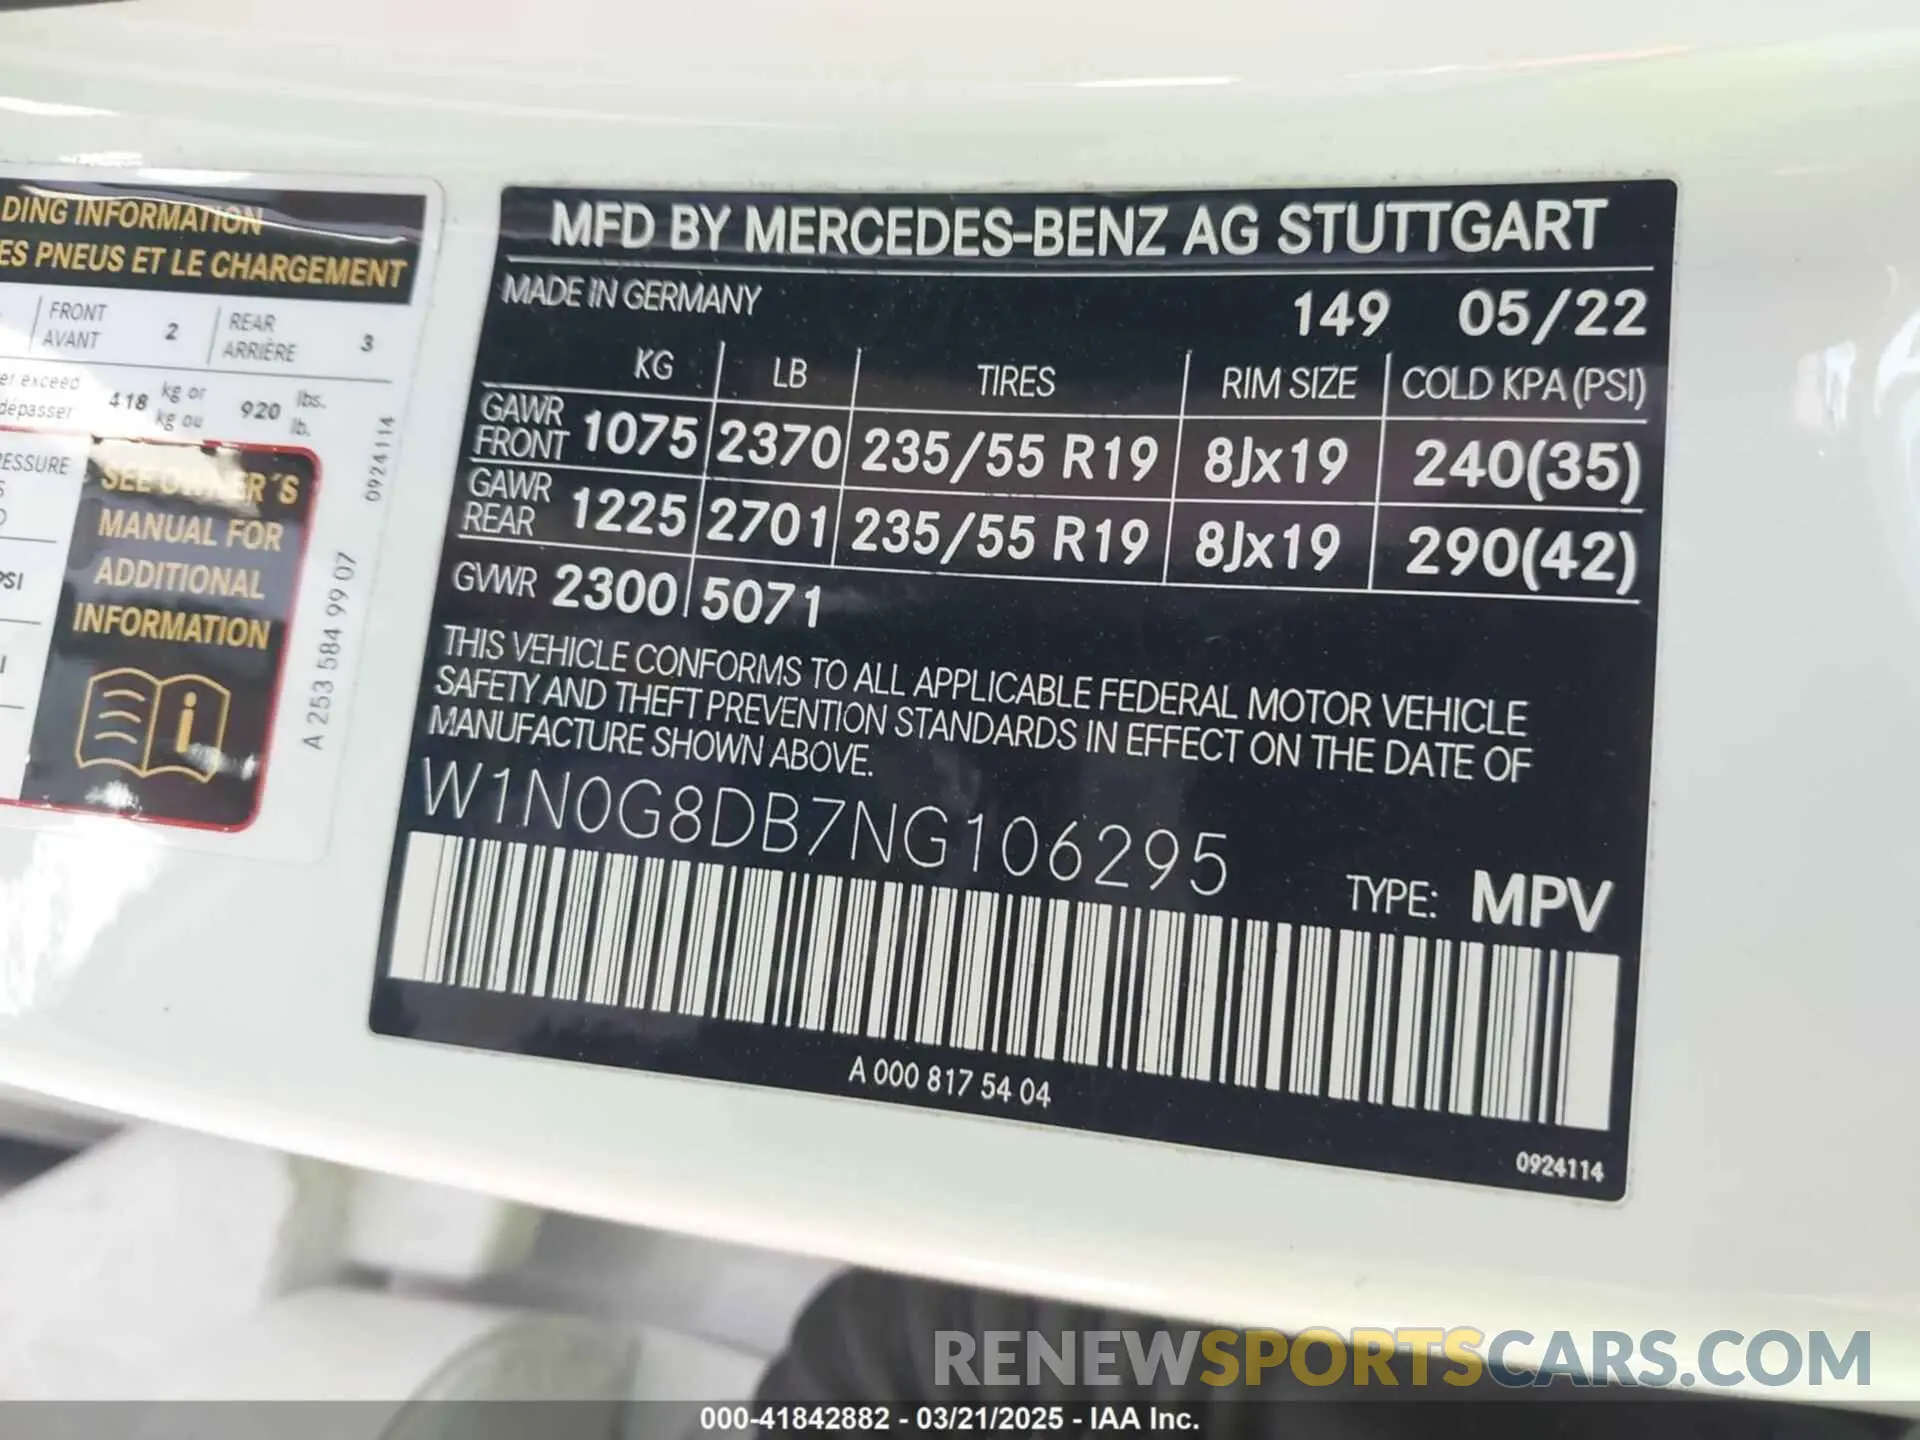 DING INFORMATION
ES PNEUS ET LE CHARGEMENT
FRONT 2 REAR 3
AVANT ARRIÈRE
er exceed 418 kg or 920 lbs.
dépasser kg ou lb.
0924114
ESSURE
PSI
SEE OWNER´S
MANUAL FOR
ADDITIONAL
INFORMATION
A 253 584 99 07
MFD BY MERCEDES-BENZ AG STUTTGART
MADE IN GERMANY 149 05/22
KG LB TIRES RIM SIZE COLD KPA (PSI)
GAWR FRONT 1075 2370 235/55 R19 8Jx19 240(35)
GAWR REAR 1225 2701 235/55 R19 8Jx19 290(42)
GVWR 2300 5071
THIS VEHICLE CONFORMS TO ALL APPLICABLE FEDERAL MOTOR VEHICLE
SAFETY AND THEFT PREVENTION STANDARDS IN EFFECT ON THE DATE OF
MANUFACTURE SHOWN ABOVE.
W1N0G8DB7NG106295
TYPE: MPV
A 000 817 54 04
0924114
RENEWSPORTSCARS.COM
000-41842882 - 03/21/2025 - IAA Inc.